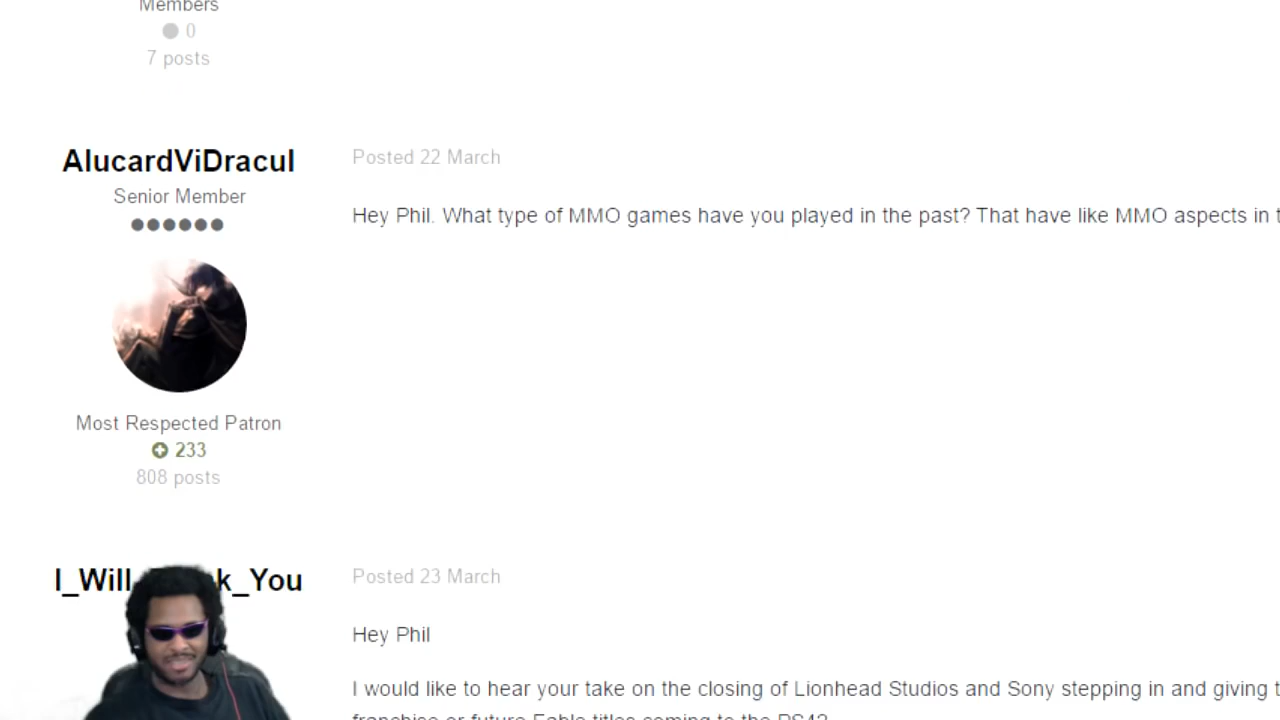 Members
0
7 posts
AlucardViDracul
Posted 22 March
Senior Member
Hey Phil. What type of MMO games have you played in the past? That have like MMO aspects in
Most Respected Patron
233
808 posts
I_Will
k_You
Posted 23 March
Hey Phil
I would like to hear your take on the closing of Lionhead Studios and Sony stepping in and giving
franchise or future Fable titles coming to the PS4?